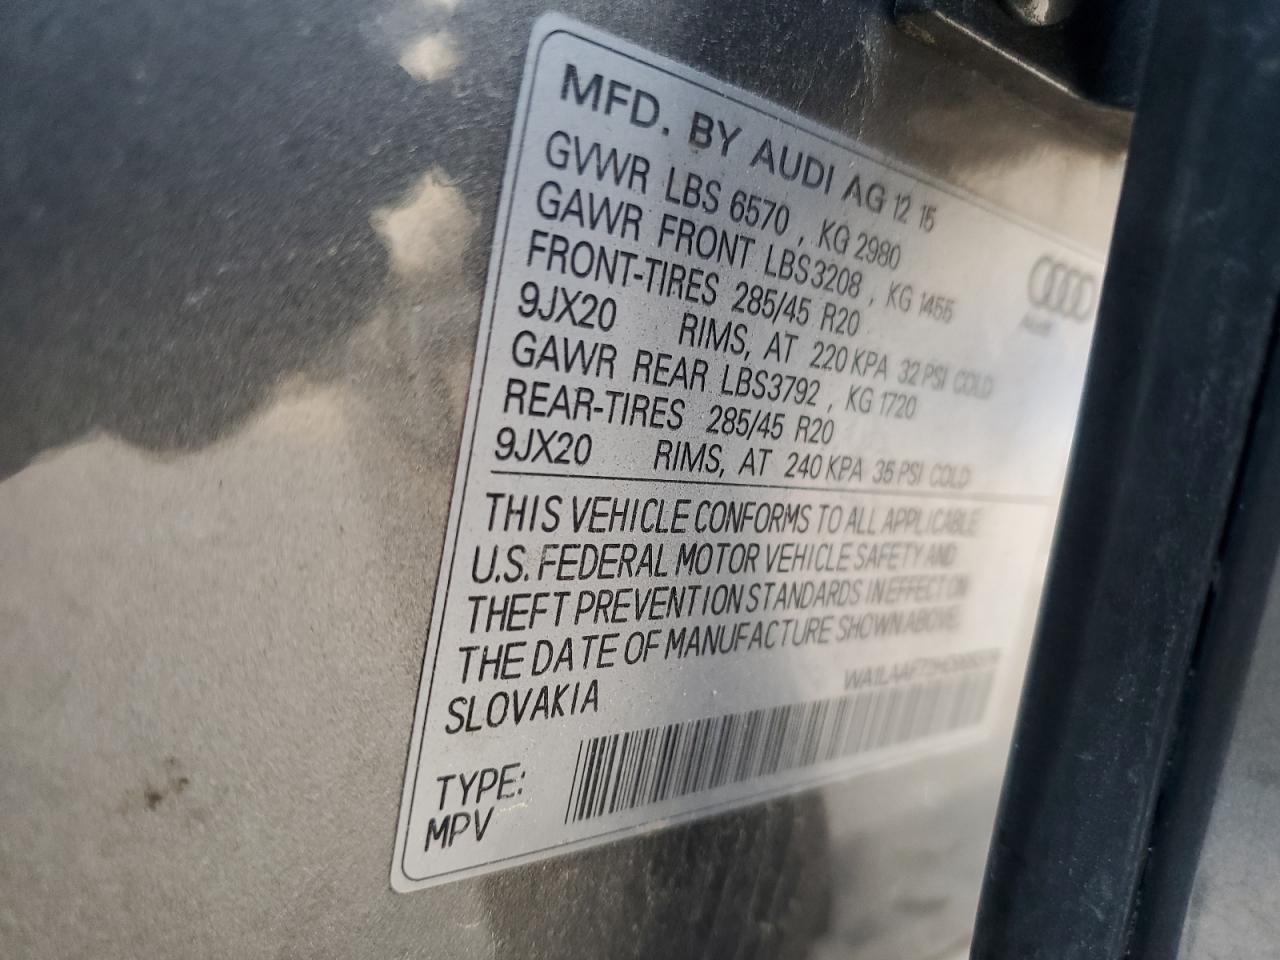 MFD. BY AUDI AG 12 15
GVWR LBS 6570 , KG 2980
GAWR FRONT LBS3208 , KG 1455
FRONT-TIRES 285/45 R20
9JX20 RIMS, AT 220 KPA 32 PSI COLD
GAWR REAR LBS3792 , KG 1720
REAR-TIRES 285/45 R20
9JX20 RIMS, AT 240 KPA 35 PSI COLD
THIS VEHICLE CONFORMS TO ALL APPLICABLE
U.S. FEDERAL MOTOR VEHICLE SAFETY AND
THEFT PREVENTION STANDARDS IN EFFECT ON
THE DATE OF MANUFACTURE SHOWN ABOVE.
SLOVAKIA
TYPE:
MPV
Audi